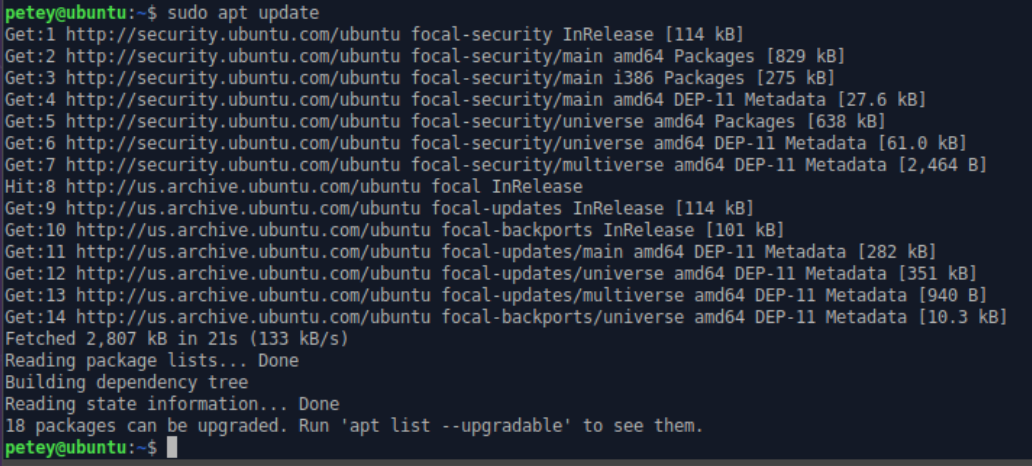 petey@ubuntu:~$ sudo apt update
Get:1 http://security.ubuntu.com/ubuntu focal-security InRelease [114 kB]
Get:2 http://security.ubuntu.com/ubuntu focal-security/main amd64 Packages [829 kB]
Get:3 http://security.ubuntu.com/ubuntu focal-security/main i386 Packages [275 kB]
Get:4 http://security.ubuntu.com/ubuntu focal-security/main amd64 DEP-11 Metadata [27.6 kB]
Get:5 http://security.ubuntu.com/ubuntu focal-security/universe amd64 Packages [638 kB]
Get:6 http://security.ubuntu.com/ubuntu focal-security/universe amd64 DEP-11 Metadata [61.0 kB]
Get:7 http://security.ubuntu.com/ubuntu focal-security/multiverse amd64 DEP-11 Metadata [2,464 B]
Hit:8 http://us.archive.ubuntu.com/ubuntu focal InRelease
Get:9 http://us.archive.ubuntu.com/ubuntu focal-updates InRelease [114 kB]
Get:10 http://us.archive.ubuntu.com/ubuntu focal-backports InRelease [101 kB]
Get:11 http://us.archive.ubuntu.com/ubuntu focal-updates/main amd64 DEP-11 Metadata [282 kB]
Get:12 http://us.archive.ubuntu.com/ubuntu focal-updates/universe amd64 DEP-11 Metadata [351 kB]
Get:13 http://us.archive.ubuntu.com/ubuntu focal-updates/multiverse amd64 DEP-11 Metadata [940 B]
Get:14 http://us.archive.ubuntu.com/ubuntu focal-backports/universe amd64 DEP-11 Metadata [10.3 kB]
Fetched 2,807 kB in 21s (133 kB/s)
Reading package lists... Done
Building dependency tree
Reading state information... Done
18 packages can be upgraded. Run 'apt list --upgradable' to see them.
petey@ubuntu:~$